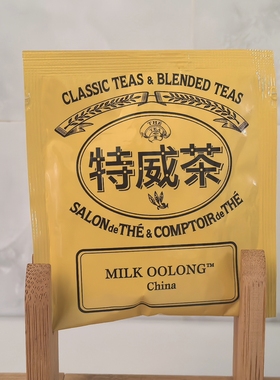 CLASSIC TEAS & BLENDED TEAS
特威茶
SALON de THÉ & COMPTOIR de THÉ
MILK OOLONG™
China